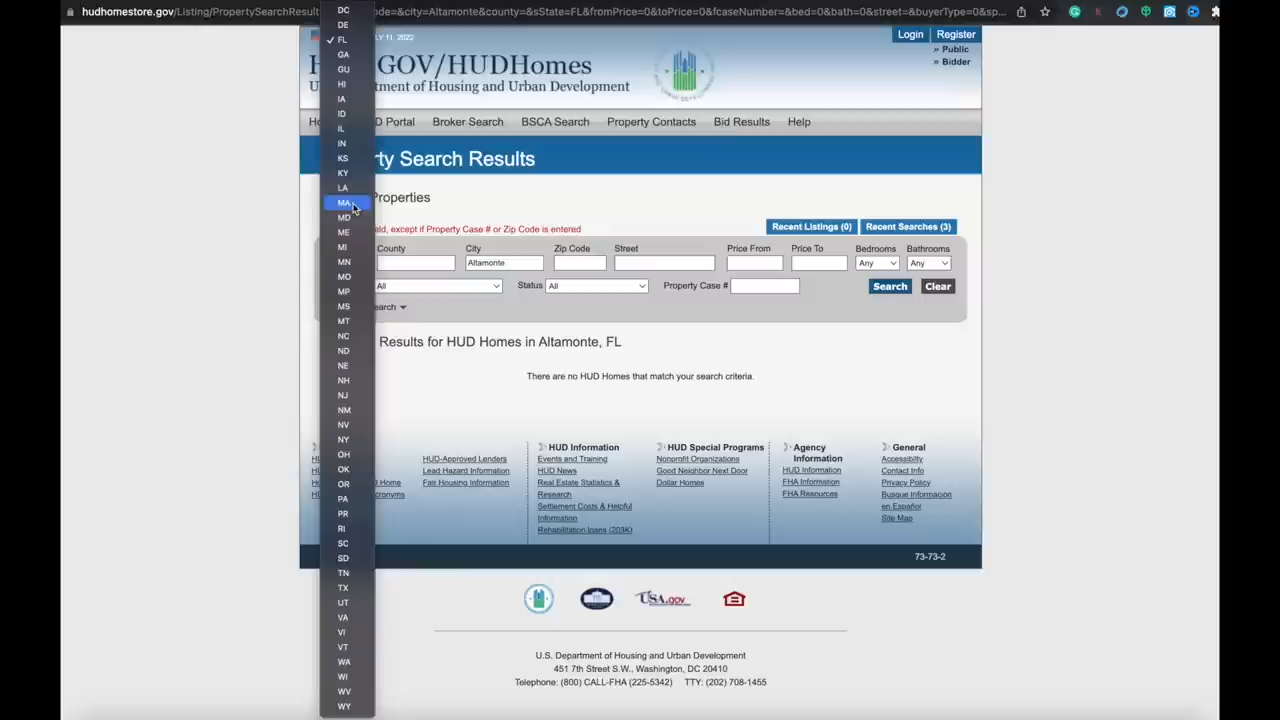 hudhomestore.gov/Listing/PropertySearchResul
ode=&city=Altamonte&county=&sState=FL&fromPrice=0&toPrice=0&fcaseNumber=&bed=0&bath=0&street=&buyerType=0&sp...
DC
DE
✓ FL
GA
GU
HI
IA
ID
IL
IN
KS
KY
LA
MA
MD
ME
MI
MN
MO
MP
MS
MT
NC
ND
NE
NH
NJ
NM
NV
NY
OH
OK
OR
PA
PR
RI
SC
SD
TN
TX
UT
VA
VI
VT
WA
WI
WV
WY
LY 11, 2022
Login Register
» Public
» Bidder
GOV/HUDHomes
tment of Housing and Urban Development
D Portal Broker Search BSCA Search Property Contacts Bid Results Help
rty Search Results
Properties
eld, except if Property Case # or Zip Code is entered
Recent Listings (0) Recent Searches (3)
County City Zip Code Street Price From Price To Bedrooms Bathrooms
Altamonte Any Any
All Status All Property Case # Search Clear
earch
Results for HUD Homes in Altamonte, FL
There are no HUD Homes that match your search criteria.
HUD-Approved Lenders
Lead Hazard Information
Fair Housing Information
d Home
cronyms
HUD Information
Events and Training
HUD News
Real Estate Statistics &
Research
Settlement Costs & Helpful
Information
Rehabilitation loans (203K)
HUD Special Programs
Nonprofit Organizations
Good Neighbor Next Door
Dollar Homes
Agency
Information
HUD Information
FHA Information
FHA Resources
General
Accessibility
Contact Info
Privacy Policy
Busque Informacion
en Español
Site Map
73-73-2
USA.gov
U.S. Department of Housing and Urban Development
451 7th Street S.W., Washington, DC 20410
Telephone: (800) CALL-FHA (225-5342) TTY: (202) 708-1455